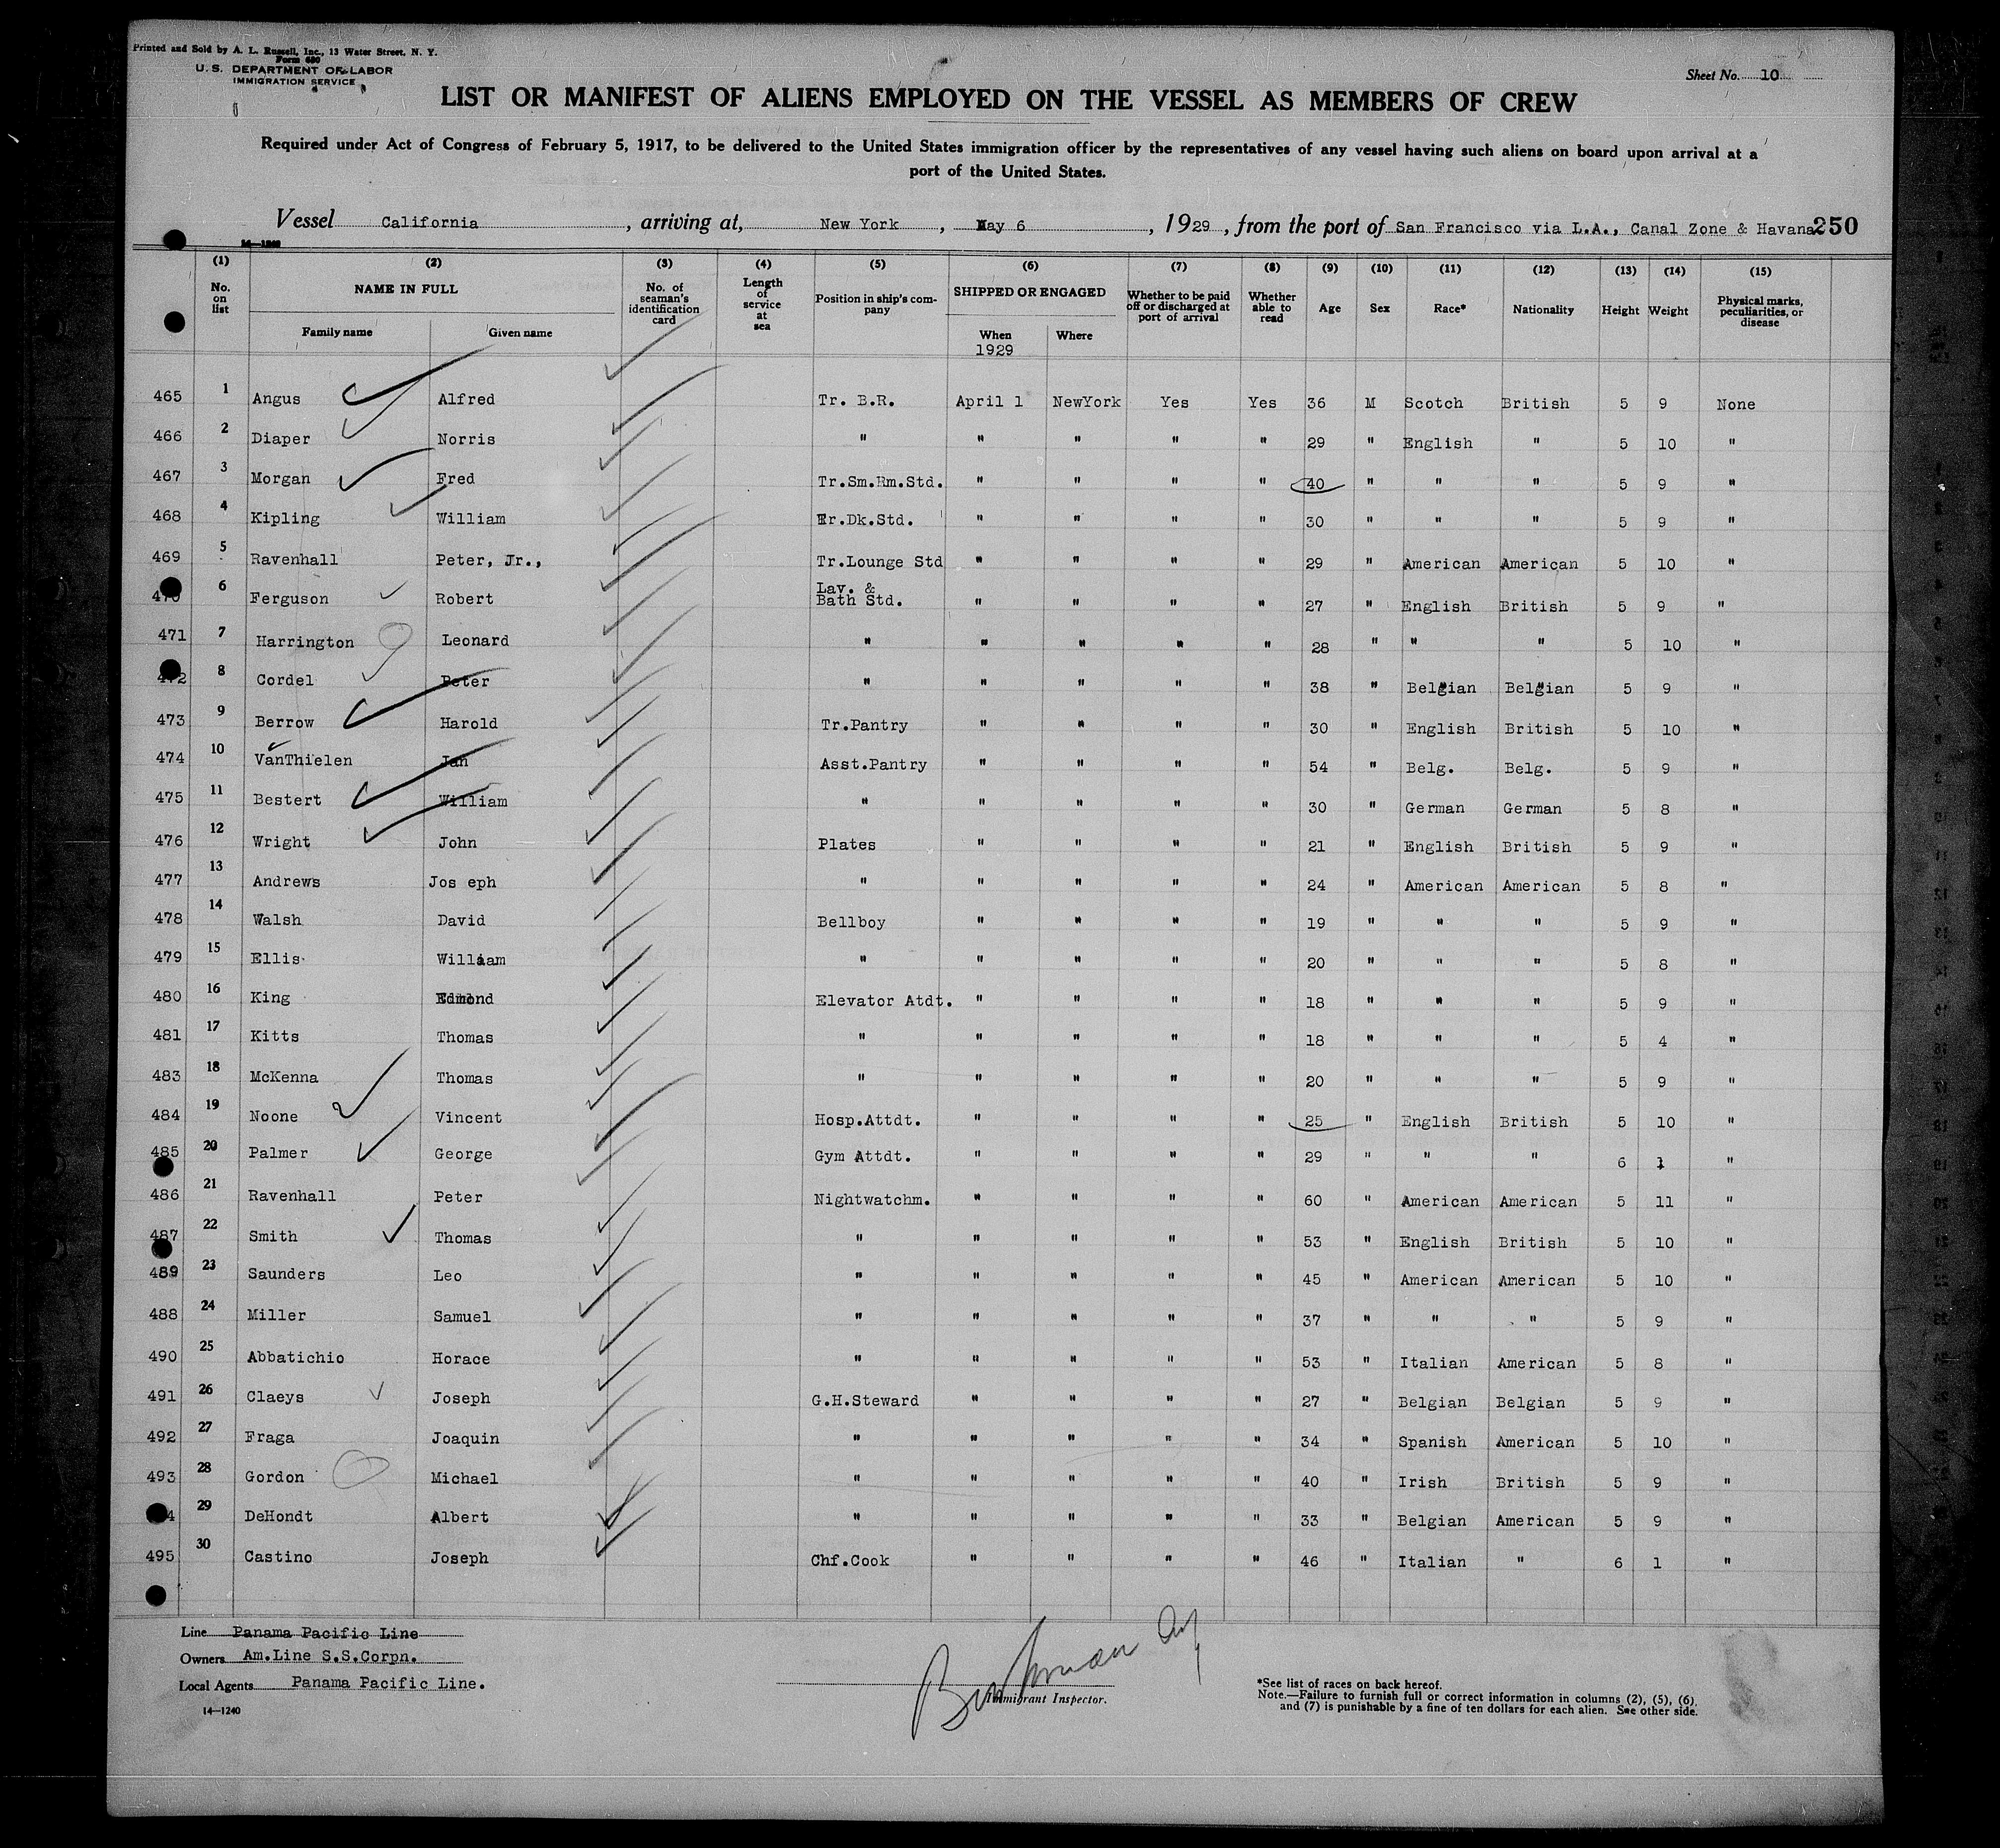 Printed and Sold by A. L. Russell, Inc., 13 Water Street, N. Y.
Form 680
U. S. DEPARTMENT OF LABOR
IMMIGRATION SERVICE
Sheet No. 10
LIST OR MANIFEST OF ALIENS EMPLOYED ON THE VESSEL AS MEMBERS OF CREW
Required under Act of Congress of February 5, 1917, to be delivered to the United States immigration officer by the representatives of any vessel having such aliens on board upon arrival at a
port of the United States.
Vessel California, arriving at, New York, May 6, 1929, from the port of San Francisco via L.A., Canal Zone & Havana. 250
14—1240
(1) (2) (3) (4) (5) (6) (7) (8) (9) (10) (11) (12) (13) (14) (15)
No. on list NAME IN FULL Family name Given name No. of seaman's identification card Length of service at sea Position in ship's company SHIPPED OR ENGAGED When 1929 Where Whether to be paid off or discharged at port of arrival Whether able to read Age Sex Race* Nationality Height Weight Physical marks, peculiarities, or disease
465 1 Angus Alfred Tr. B.R. April 1 NewYork Yes Yes 36 M Scotch British 5 9 None
466 2 Diaper Norris " " " " " 29 " English " 5 10 "
467 3 Morgan Fred Tr.Sm.Rm.Std. " " " " 40 " " " 5 9 "
468 4 Kipling William Er.Dk.Std. " " " " 30 " " " 5 9 "
469 5 Ravenhall Peter, Jr., Tr.Lounge Std " " " " 29 " American American 5 10 "
470 6 Ferguson Robert Lav. & Bath Std. " " " " 27 " English British 5 9 "
471 7 Harrington Leonard " " " " " 28 " " " 5 10 "
472 8 Cordel Peter " " " " " 38 " Belgian Belgian 5 9 "
473 9 Berrow Harold Tr.Pantry " " " " 30 " English British 5 10 "
474 10 VanThielen Jan Asst.Pantry " " " " 54 " Belg. Belg. 5 9 "
475 11 Bestert William " " " " " 30 " German German 5 8 "
476 12 Wright John Plates " " " " 21 " English British 5 9 "
477 13 Andrews Jos eph " " " " " 24 " American American 5 8 "
478 14 Walsh David Bellboy " " " " 19 " " " 5 9 "
479 15 Ellis William " " " " " 20 " " " 5 8 "
480 16 King Edmond Elevator Atdt. " " " " 18 " " " 5 9 "
481 17 Kitts Thomas " " " " " 18 " " " 5 4 "
483 18 McKenna Thomas " " " " " 20 " " " 5 9 "
484 19 Noone Vincent Hosp.Attdt. " " " " 25 " English British 5 10 "
485 20 Palmer George Gym Attdt. " " " " 29 " " " 6 1 "
486 21 Ravenhall Peter Nightwatchm. " " " " 60 " American American 5 11 "
487 22 Smith Thomas " " " " " 53 " English British 5 10 "
489 23 Saunders Leo " " " " " 45 " American American 5 10 "
488 24 Miller Samuel " " " " " 37 " " " 5 9 "
490 25 Abbatichio Horace " " " " " 53 " Italian American 5 8 "
491 26 Claeys Joseph G.H.Steward " " " " 27 " Belgian Belgian 5 9 "
492 27 Fraga Joaquin " " " " " 34 " Spanish American 5 10 "
493 28 Gordon Michael " " " " " 40 " Irish British 5 9 "
4 29 DeHondt Albert " " " " " 33 " Belgian American 5 9 "
495 30 Castino Joseph Chf.Cook " " " " 46 " Italian " 6 1 "
Line Panama Pacific Line
Owners Am.Line S.S.Corpn.
Local Agents Panama Pacific Line.
14—1240
Immigrant Inspector.
*See list of races on back hereof.
Note.—Failure to furnish full or correct information in columns (2), (5), (6),
and (7) is punishable by a fine of ten dollars for each alien. See other side.